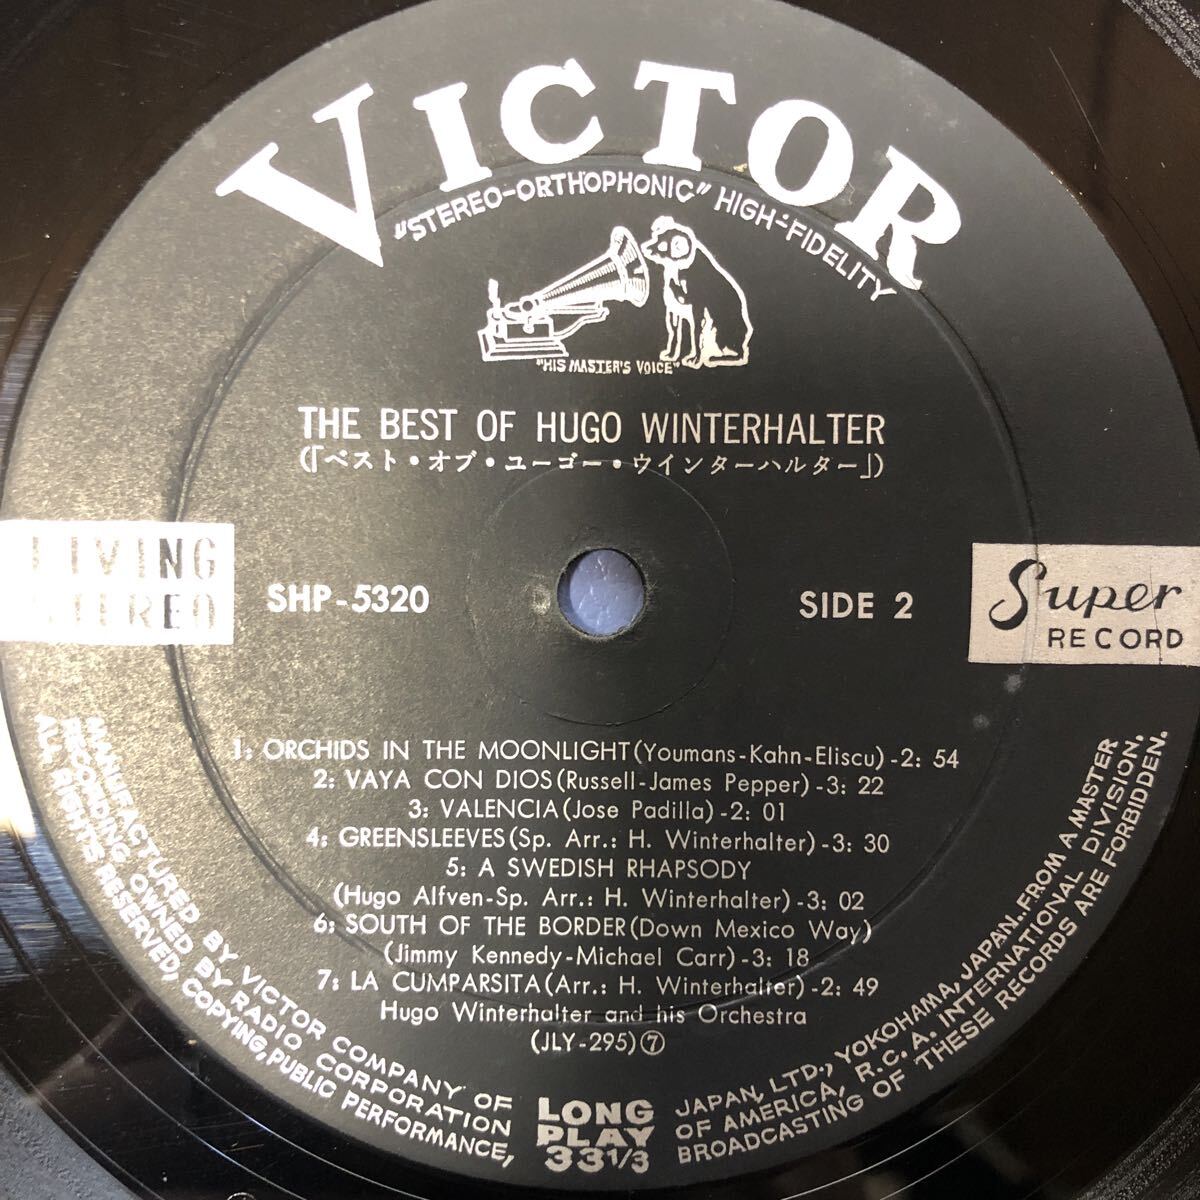 VICTOR
"STEREO-ORTHOPHONIC" HIGH-FIDELITY
"HIS MASTER'S VOICE"
THE BEST OF HUGO WINTERHALTER
(「ベスト・オブ・ユーゴー・ウインターハルター」)
LIVING
STEREO
SHP-5320
SIDE 2
Super
RECORD
1: ORCHIDS IN THE MOONLIGHT(Youmans-Kahn-Eliscu)-2: 54
2: VAYA CON DIOS(Russell-James Pepper)-3: 22
3: VALENCIA(Jose Padilla)-2: 01
4: GREENSLEEVES(Sp. Arr.: H. Winterhalter)-3: 30
5: A SWEDISH RHAPSODY
(Hugo Alfven-Sp. Arr.: H. Winterhalter)-3: 02
6: SOUTH OF THE BORDER(Down Mexico Way)
(Jimmy Kennedy-Michael Carr)-3: 18
7: LA CUMPARSITA(Arr.: H. Winterhalter)-2: 49
Hugo Winterhalter and his Orchestra
(JLY-295)⑦
LONG
PLAY
33 1/3
MANUFACTURED BY VICTOR COMPANY OF JAPAN, LTD., YOKOHAMA, JAPAN. FROM A MASTER
RECORDING OWNED BY RADIO CORPORATION OF AMERICA, R.C.A. INTERNATIONAL DIVISION,
ALL RIGHTS RESERVED, COPYING, PUBLIC PERFORMANCE, BROADCASTING OF THESE RECORDS ARE FORBIDDEN.